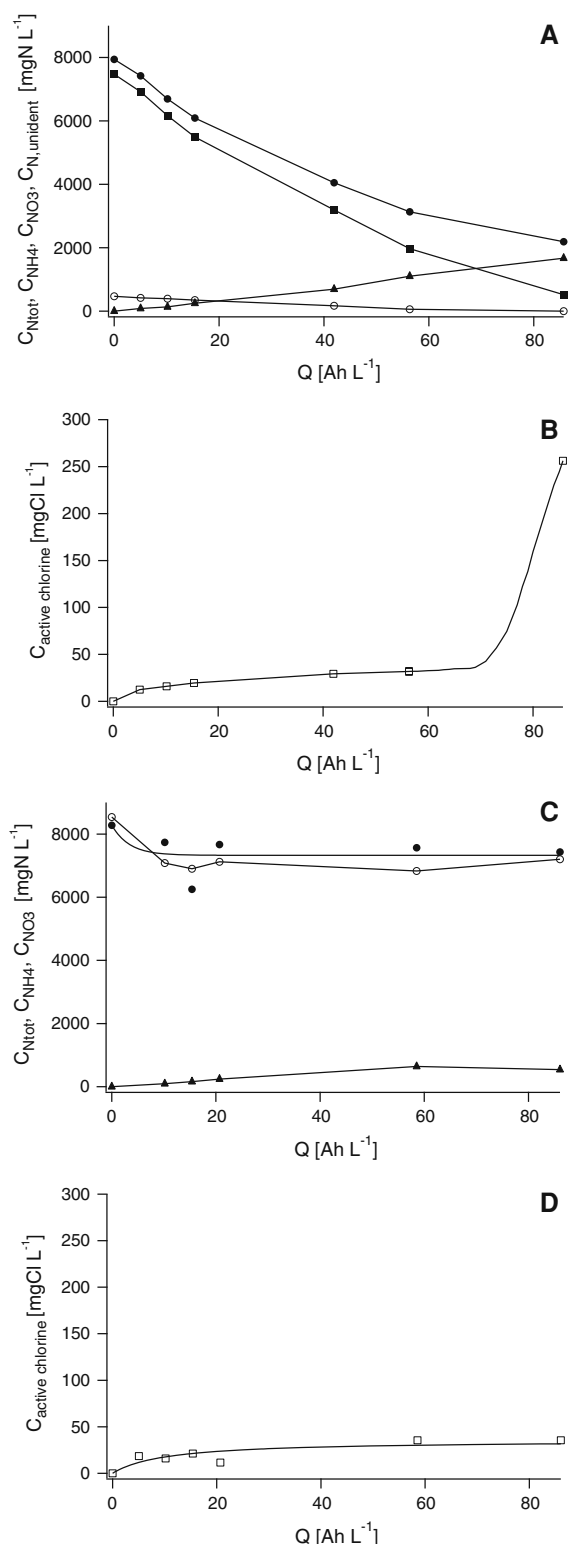 A
C_Ntot, C_NH4, C_NO3, C_N,unident [mgN L⁻¹]
8000
6000
4000
2000
0
0 20 40 60 80
Q [Ah L⁻¹]
B
C_active chlorine [mgCl L⁻¹]
300
250
200
150
100
50
0
0 20 40 60 80
Q [Ah L⁻¹]
C
C_Ntot, C_NH4, C_NO3 [mgN L⁻¹]
8000
6000
4000
2000
0
0 20 40 60 80
Q [Ah L⁻¹]
D
C_active chlorine [mgCl L⁻¹]
300
250
200
150
100
50
0
0 20 40 60 80
Q [Ah L⁻¹]